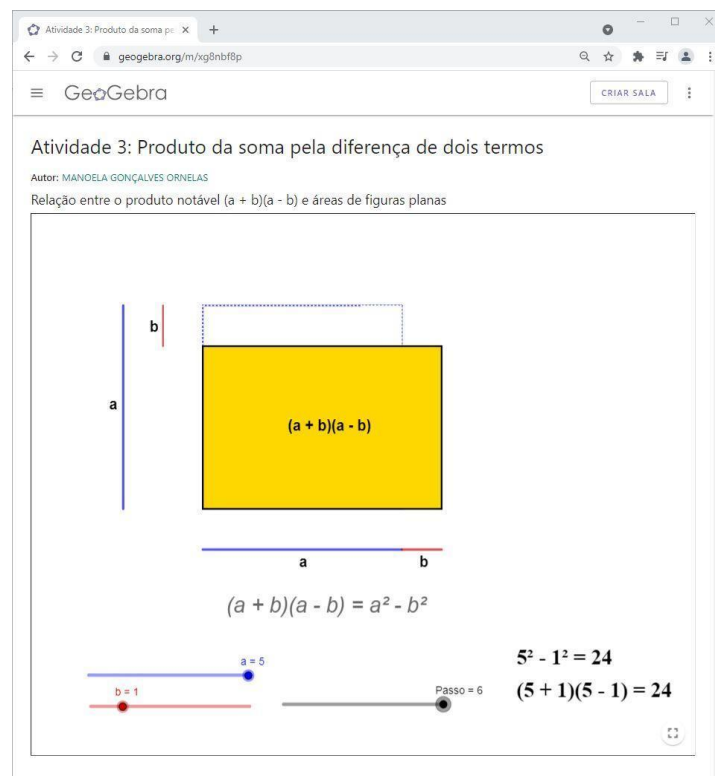 Atividade 3: Produto da soma pe
geogebra.org/m/xg8nbf8p
GeoGebra
CRIAR SALA
Atividade 3: Produto da soma pela diferença de dois termos
Autor: MANOELA GONÇALVES ORNELAS
Relação entre o produto notável (a + b)(a - b) e áreas de figuras planas
b
a
(a + b)(a - b)
a b
(a + b)(a - b) = a² - b²
a = 5
b = 1
Passo = 6
5² - 1² = 24
(5 + 1)(5 - 1) = 24